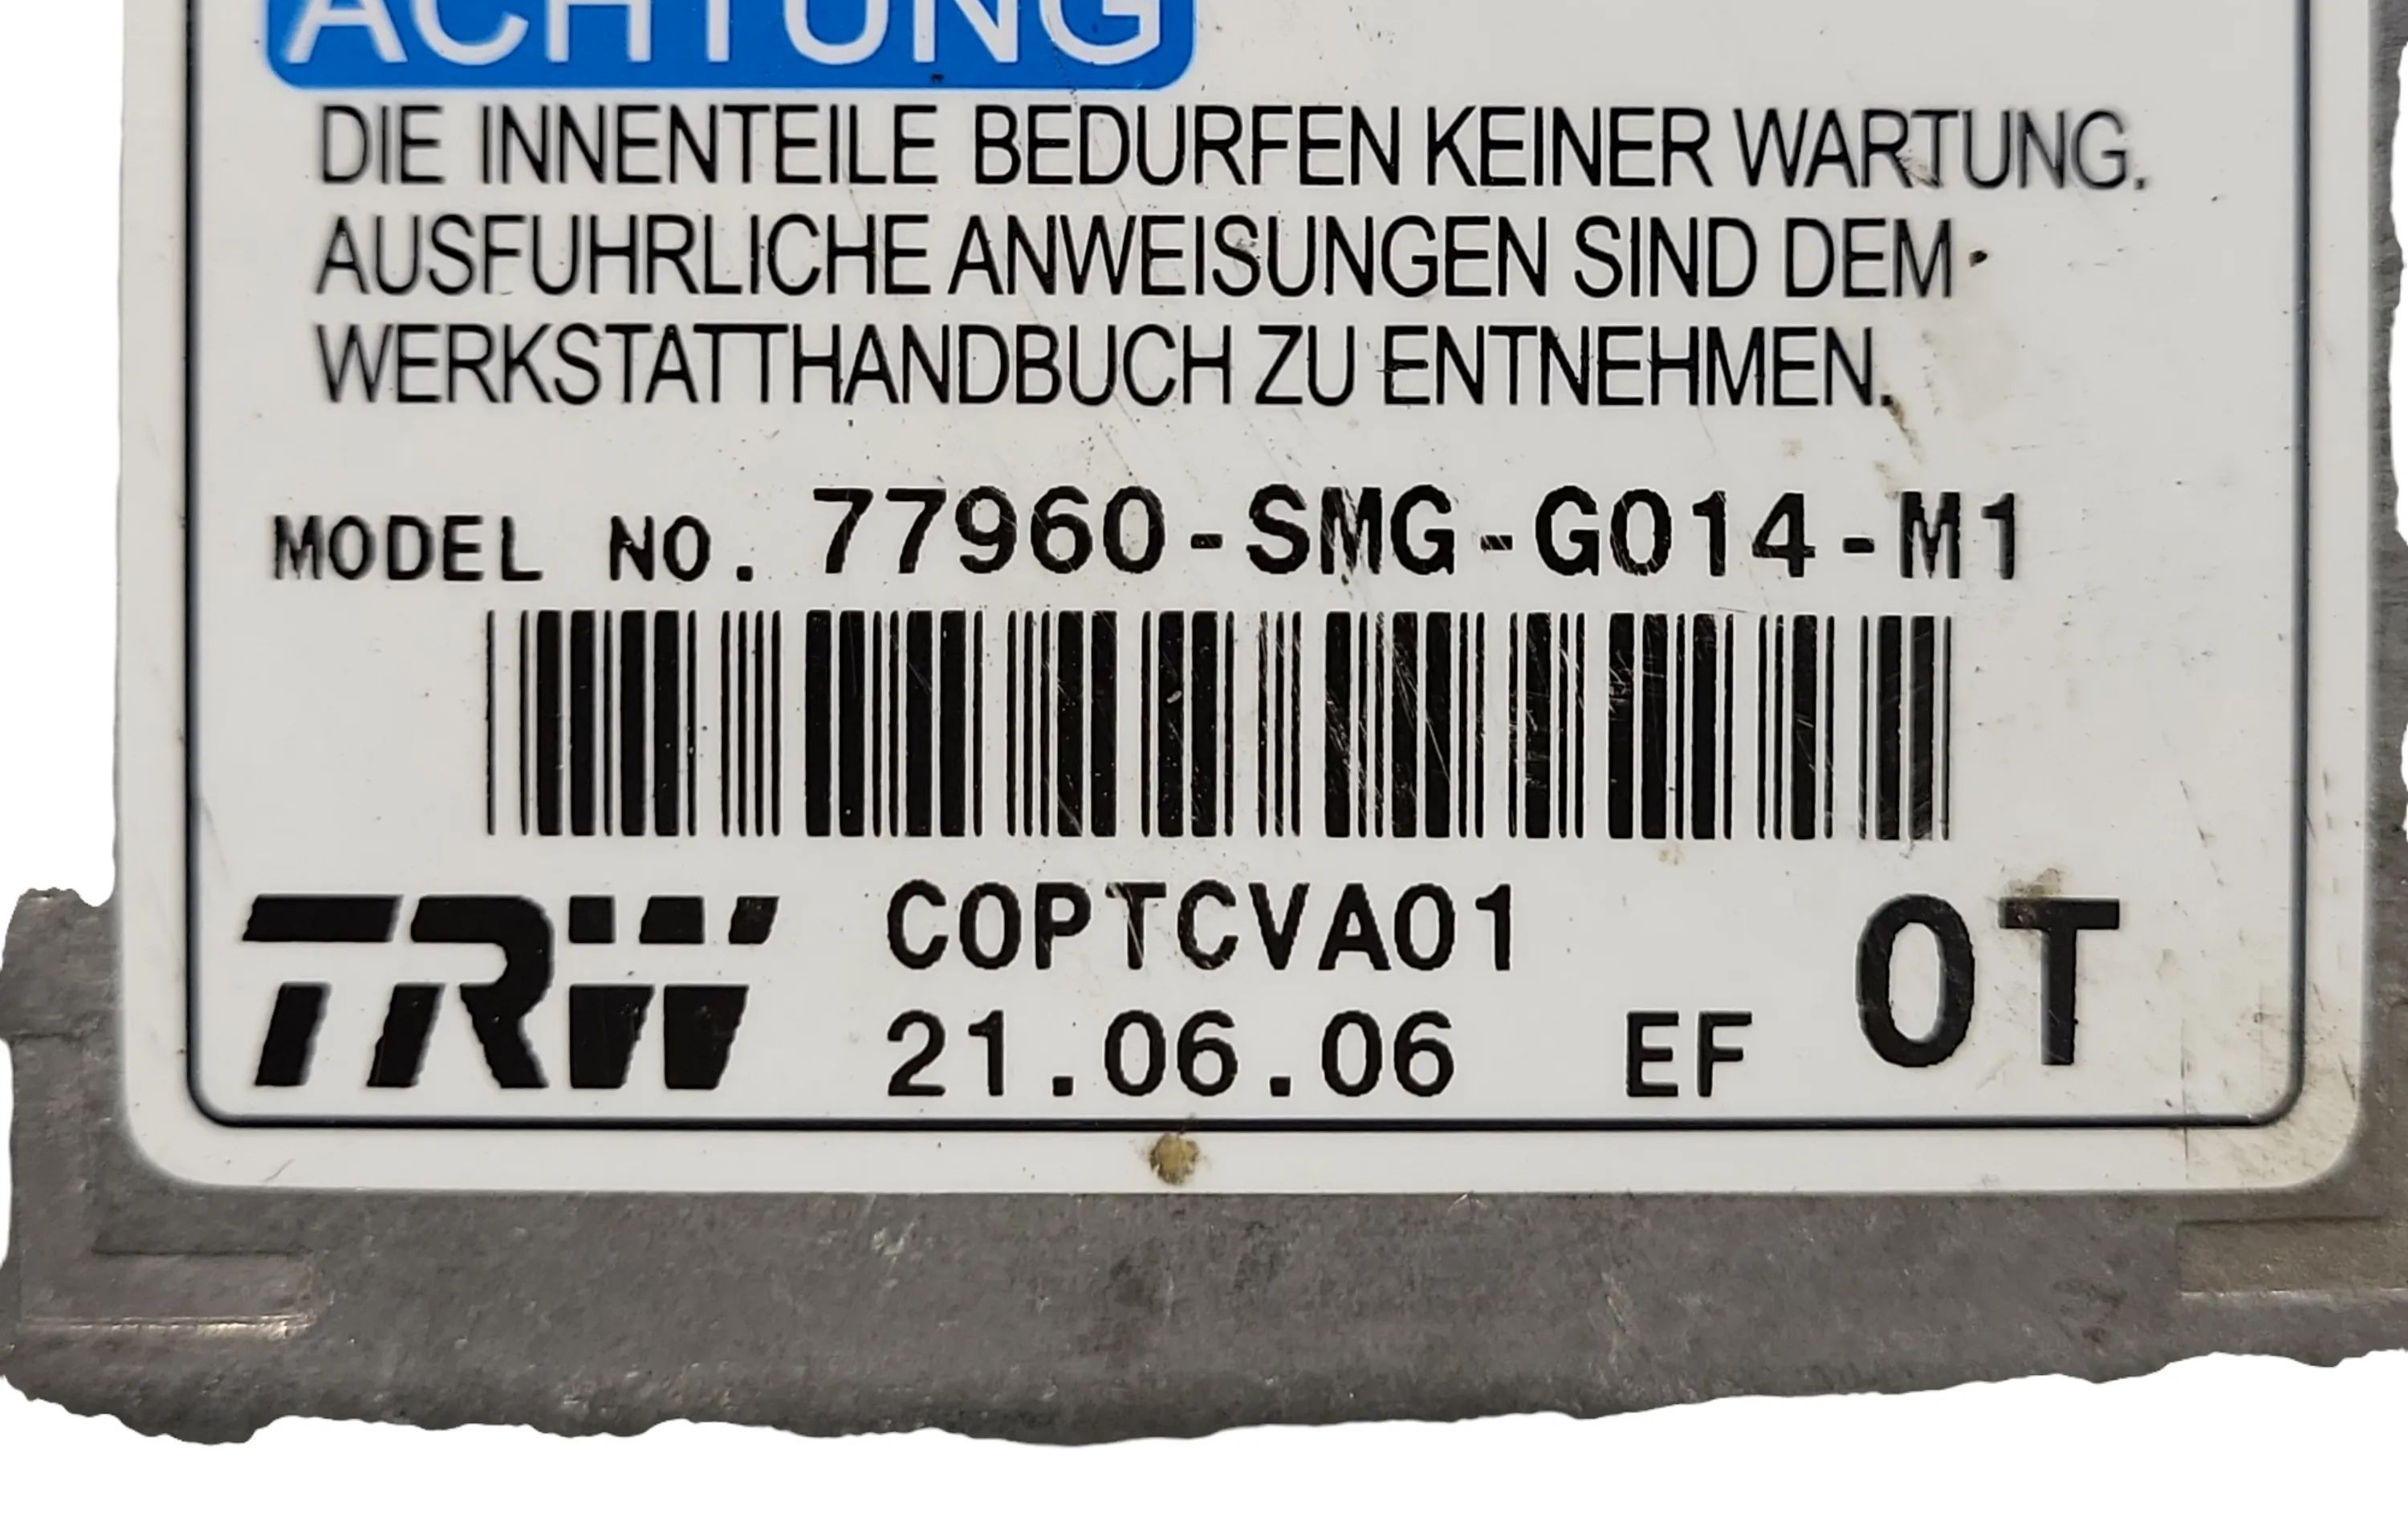 ACHTUNG
DIE INNENTEILE BEDURFEN KEINER WARTUNG.
AUSFUHRLICHE ANWEISUNGEN SIND DEM
WERKSTATTHANDBUCH ZU ENTNEHMEN.
MODEL NO. 77960-SMG-G014-M1
TRW C0PTCVA01
21.06.06 EF 0T